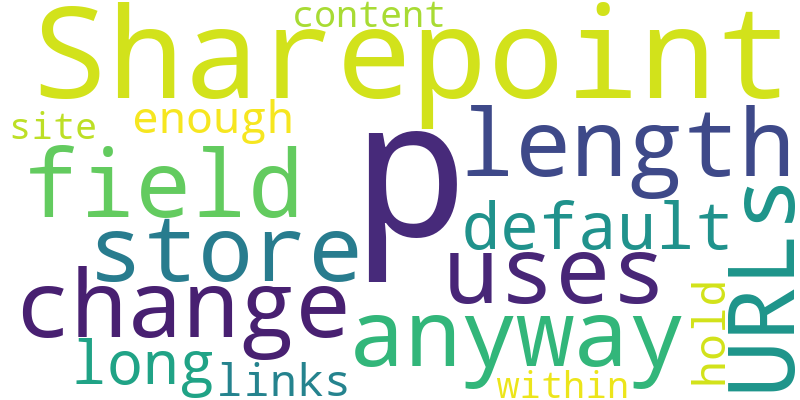 content
Sharepoint
site
enough
length
p
field
default
URLs
store
uses
change
anyway
hold
long
links
within